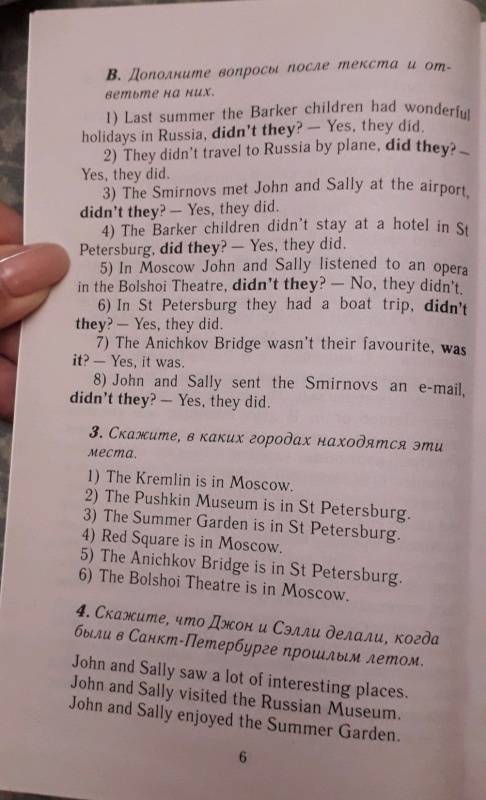 В. Дополните вопросы после текста и от-
ветьте на них.
1) Last summer the Barker children had wonderful
holidays in Russia, didn't they? — Yes, they did.
2) They didn't travel to Russia by plane, did they? —
Yes, they did.
3) The Smirnovs met John and Sally at the airport,
didn't they? — Yes, they did.
4) The Barker children didn't stay at a hotel in St
Petersburg, did they? — Yes, they did.
5) In Moscow John and Sally listened to an opera
in the Bolshoi Theatre, didn't they? — No, they didn't.
6) In St Petersburg they had a boat trip, didn't
they? — Yes, they did.
7) The Anichkov Bridge wasn't their favourite, was
it? — Yes, it was.
8) John and Sally sent the Smirnovs an e-mail,
didn't they? — Yes, they did.
3. Скажите, в каких городах находятся эти
места.
1) The Kremlin is in Moscow.
2) The Pushkin Museum is in St Petersburg.
3) The Summer Garden is in St Petersburg.
4) Red Square is in Moscow.
5) The Anichkov Bridge is in St Petersburg.
6) The Bolshoi Theatre is in Moscow.
4. Скажите, что Джон и Сэлли делали, когда
были в Санкт-Петербурге прошлым летом.
John and Sally saw a lot of interesting places.
John and Sally visited the Russian Museum.
John and Sally enjoyed the Summer Garden.
6